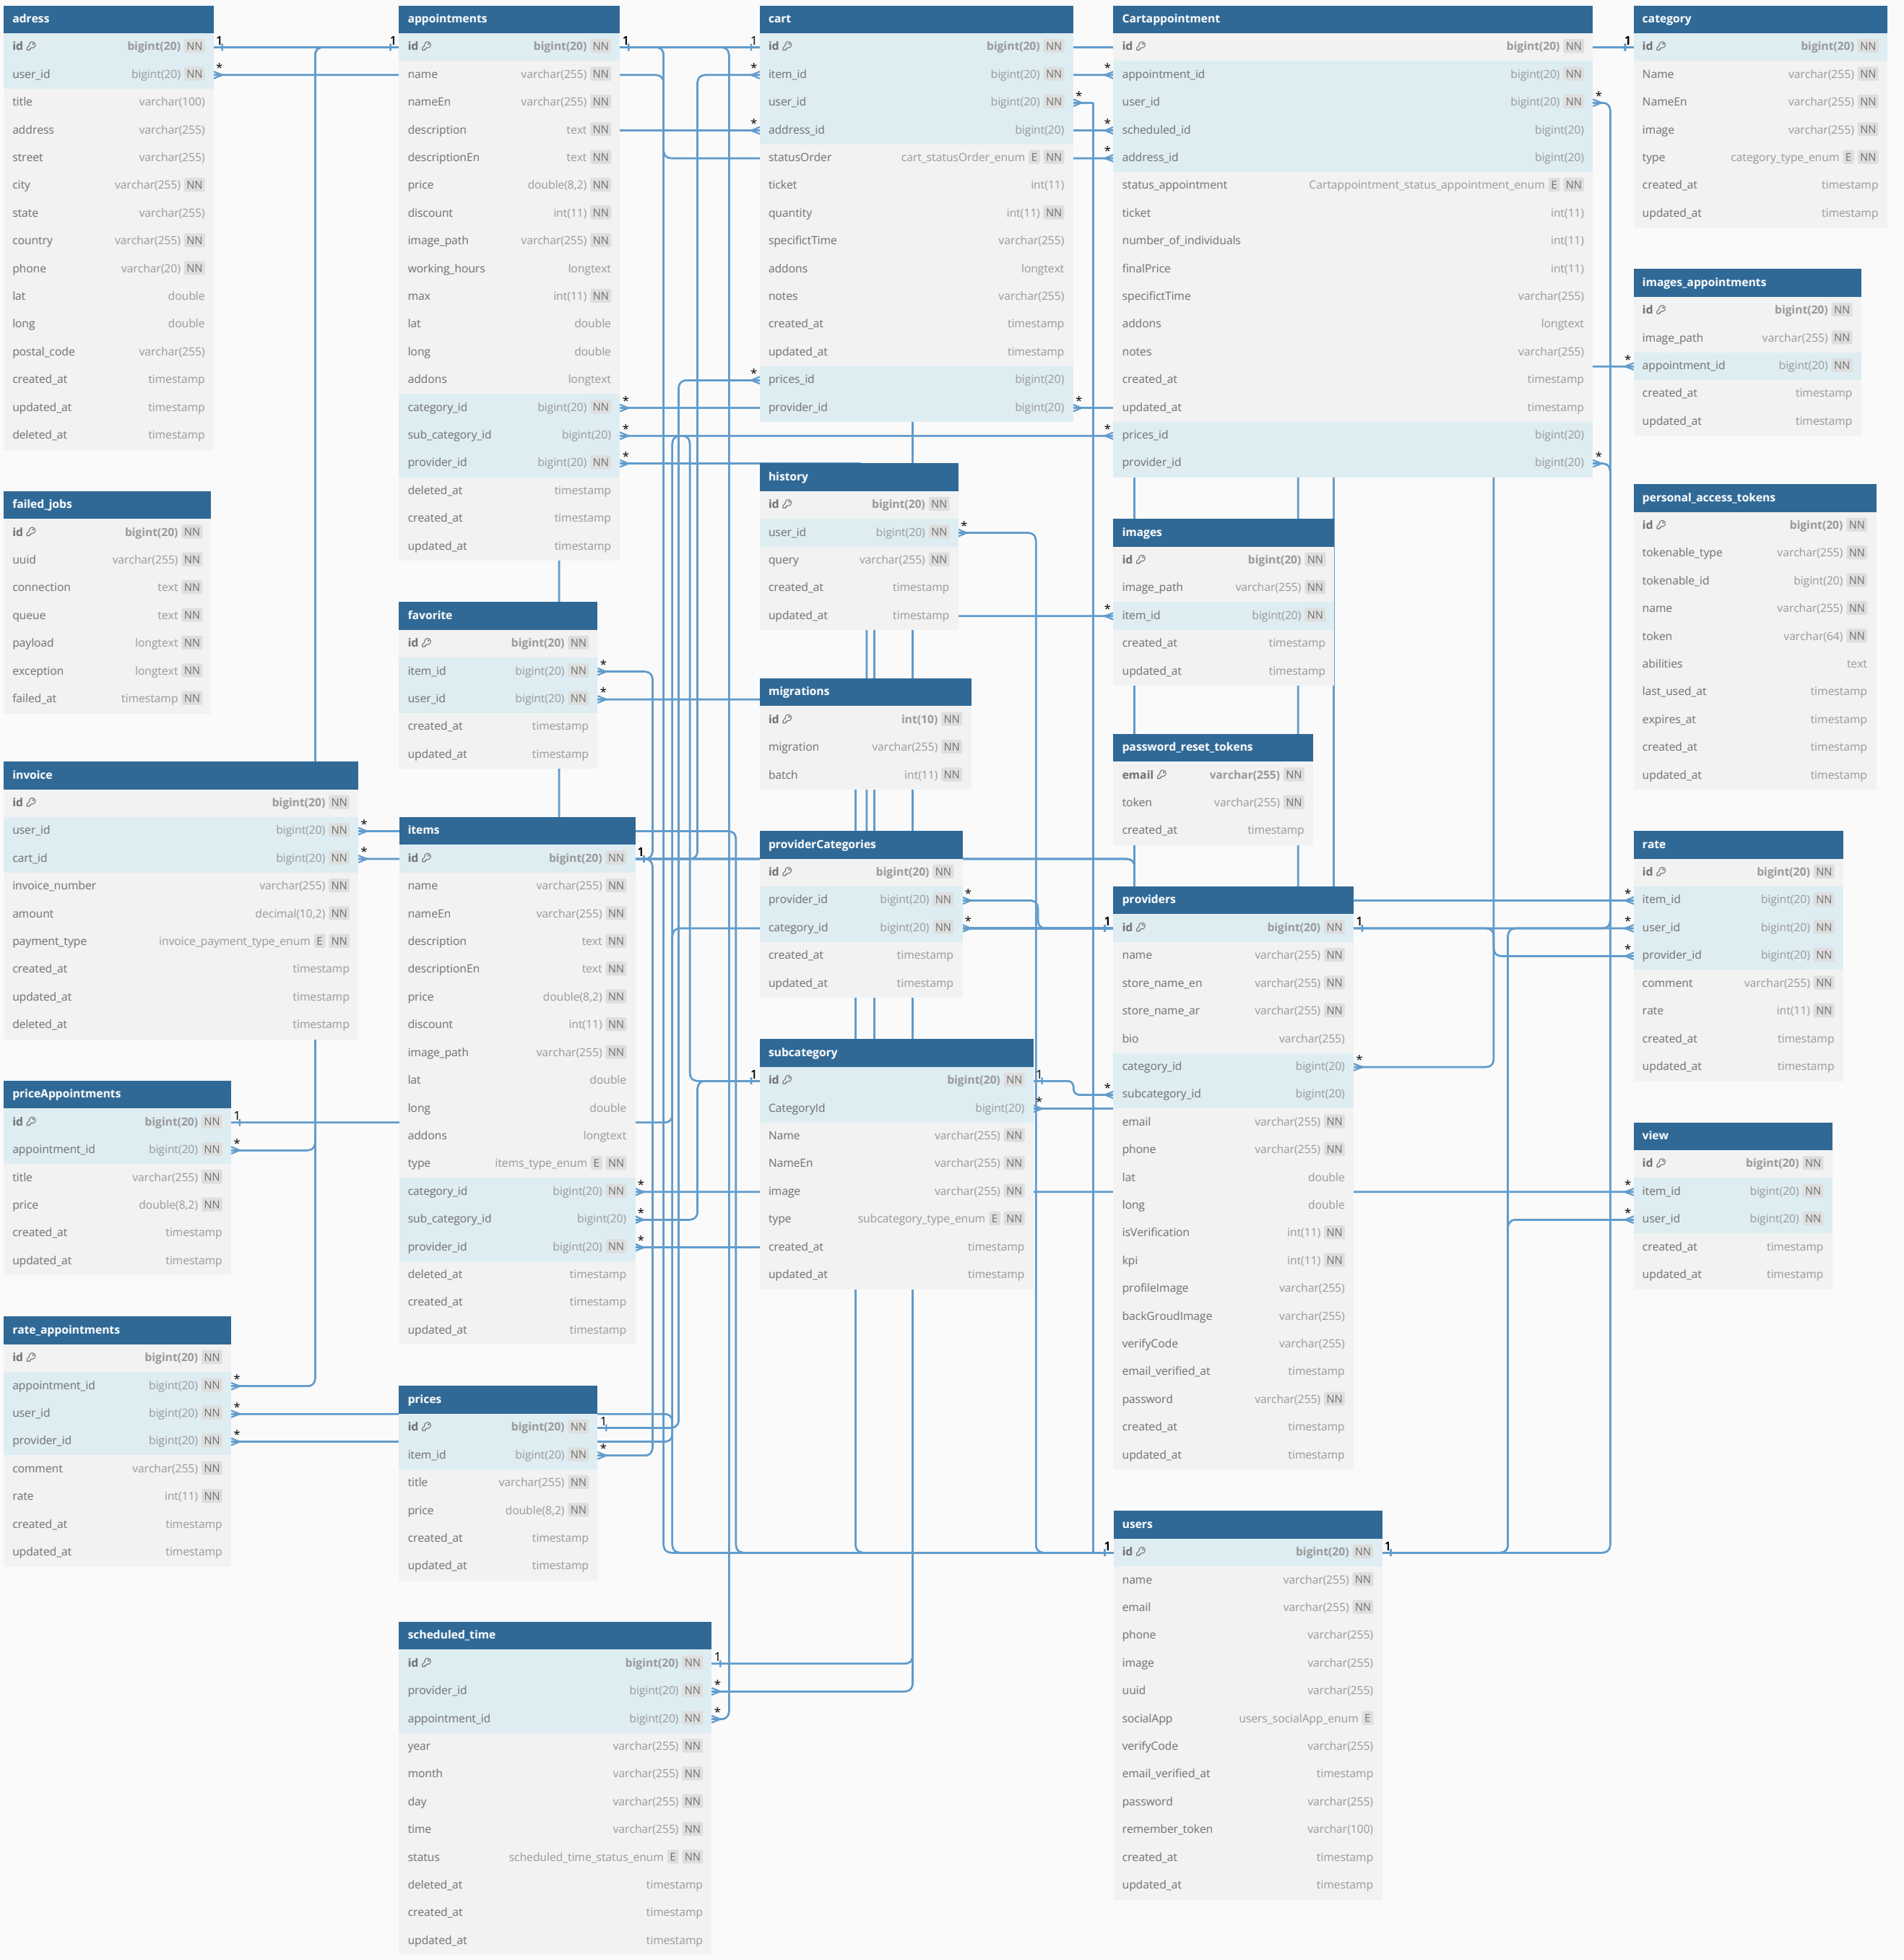 adress
id bigint(20) NN
user_id bigint(20) NN
title varchar(100)
address varchar(255)
street varchar(255)
city varchar(255) NN
state varchar(255)
country varchar(255) NN
phone varchar(20) NN
lat double
long double
postal_code varchar(255)
created_at timestamp
updated_at timestamp
deleted_at timestamp
failed_jobs
id bigint(20) NN
uuid varchar(255) NN
connection text NN
queue text NN
payload longtext NN
exception longtext NN
failed_at timestamp NN
invoice
id bigint(20) NN
user_id bigint(20) NN
cart_id bigint(20) NN
invoice_number varchar(255) NN
amount decimal(10,2) NN
payment_type invoice_payment_type_enum E NN
created_at timestamp
updated_at timestamp
deleted_at timestamp
priceAppointments
id bigint(20) NN
appointment_id bigint(20) NN
title varchar(255) NN
price double(8,2) NN
created_at timestamp
updated_at timestamp
rate_appointments
id bigint(20) NN
appointment_id bigint(20) NN
user_id bigint(20) NN
provider_id bigint(20) NN
comment varchar(255) NN
rate int(11) NN
created_at timestamp
updated_at timestamp
appointments
id bigint(20) NN
name varchar(255) NN
nameEn varchar(255) NN
description text NN
descriptionEn text NN
price double(8,2) NN
discount int(11) NN
image_path varchar(255) NN
working_hours longtext
max int(11) NN
lat double
long double
addons longtext
category_id bigint(20) NN
sub_category_id bigint(20)
provider_id bigint(20) NN
deleted_at timestamp
created_at timestamp
updated_at timestamp
favorite
id bigint(20) NN
item_id bigint(20) NN
user_id bigint(20) NN
created_at timestamp
updated_at timestamp
items
id bigint(20) NN
name varchar(255) NN
nameEn varchar(255) NN
description text NN
descriptionEn text NN
price double(8,2) NN
discount int(11) NN
image_path varchar(255) NN
lat double
long double
addons longtext
type items_type_enum E NN
category_id bigint(20) NN
sub_category_id bigint(20)
provider_id bigint(20) NN
deleted_at timestamp
created_at timestamp
updated_at timestamp
prices
id bigint(20) NN
item_id bigint(20) NN
title varchar(255) NN
price double(8,2) NN
created_at timestamp
updated_at timestamp
scheduled_time
id bigint(20) NN
provider_id bigint(20) NN
appointment_id bigint(20) NN
year varchar(255) NN
month varchar(255) NN
day varchar(255) NN
time varchar(255) NN
status scheduled_time_status_enum E NN
deleted_at timestamp
created_at timestamp
updated_at timestamp
cart
id bigint(20) NN
item_id bigint(20) NN
user_id bigint(20) NN
address_id bigint(20)
statusOrder cart_statusOrder_enum E NN
ticket int(11)
quantity int(11) NN
specifictTime varchar(255)
addons longtext
notes varchar(255)
created_at timestamp
updated_at timestamp
prices_id bigint(20)
provider_id bigint(20)
history
id bigint(20) NN
user_id bigint(20) NN
query varchar(255) NN
created_at timestamp
updated_at timestamp
migrations
id int(10) NN
migration varchar(255) NN
batch int(11) NN
providerCategories
id bigint(20) NN
provider_id bigint(20) NN
category_id bigint(20) NN
created_at timestamp
updated_at timestamp
subcategory
id bigint(20) NN
CategoryId bigint(20)
Name varchar(255) NN
NameEn varchar(255) NN
image varchar(255) NN
type subcategory_type_enum E NN
created_at timestamp
updated_at timestamp
Cartappointment
id bigint(20) NN
appointment_id bigint(20) NN
user_id bigint(20) NN
scheduled_id bigint(20)
address_id bigint(20)
status_appointment Cartappointment_status_appointment_enum E NN
ticket int(11)
number_of_individuals int(11)
finalPrice int(11)
specifictTime varchar(255)
addons longtext
notes varchar(255)
created_at timestamp
updated_at timestamp
prices_id bigint(20)
provider_id bigint(20)
images
id bigint(20) NN
image_path varchar(255) NN
item_id bigint(20) NN
created_at timestamp
updated_at timestamp
password_reset_tokens
email varchar(255) NN
token varchar(255) NN
created_at timestamp
providers
id bigint(20) NN
name varchar(255) NN
store_name_en varchar(255) NN
store_name_ar varchar(255) NN
bio varchar(255)
category_id bigint(20)
subcategory_id bigint(20)
email varchar(255) NN
phone varchar(255) NN
lat double
long double
isVerification int(11) NN
kpi int(11) NN
profileImage varchar(255)
backGroudImage varchar(255)
verifyCode varchar(255)
email_verified_at timestamp
password varchar(255) NN
created_at timestamp
updated_at timestamp
users
id bigint(20) NN
name varchar(255) NN
email varchar(255) NN
phone varchar(255)
image varchar(255)
uuid varchar(255)
socialApp users_socialApp_enum E
verifyCode varchar(255)
email_verified_at timestamp
password varchar(255)
remember_token varchar(100)
created_at timestamp
updated_at timestamp
category
id bigint(20) NN
Name varchar(255) NN
NameEn varchar(255) NN
image varchar(255) NN
type category_type_enum E NN
created_at timestamp
updated_at timestamp
images_appointments
id bigint(20) NN
image_path varchar(255) NN
appointment_id bigint(20) NN
created_at timestamp
updated_at timestamp
personal_access_tokens
id bigint(20) NN
tokenable_type varchar(255) NN
tokenable_id bigint(20) NN
name varchar(255) NN
token varchar(64) NN
abilities text
last_used_at timestamp
expires_at timestamp
created_at timestamp
updated_at timestamp
rate
id bigint(20) NN
item_id bigint(20) NN
user_id bigint(20) NN
provider_id bigint(20) NN
comment varchar(255) NN
rate int(11) NN
created_at timestamp
updated_at timestamp
view
id bigint(20) NN
item_id bigint(20) NN
user_id bigint(20) NN
created_at timestamp
updated_at timestamp